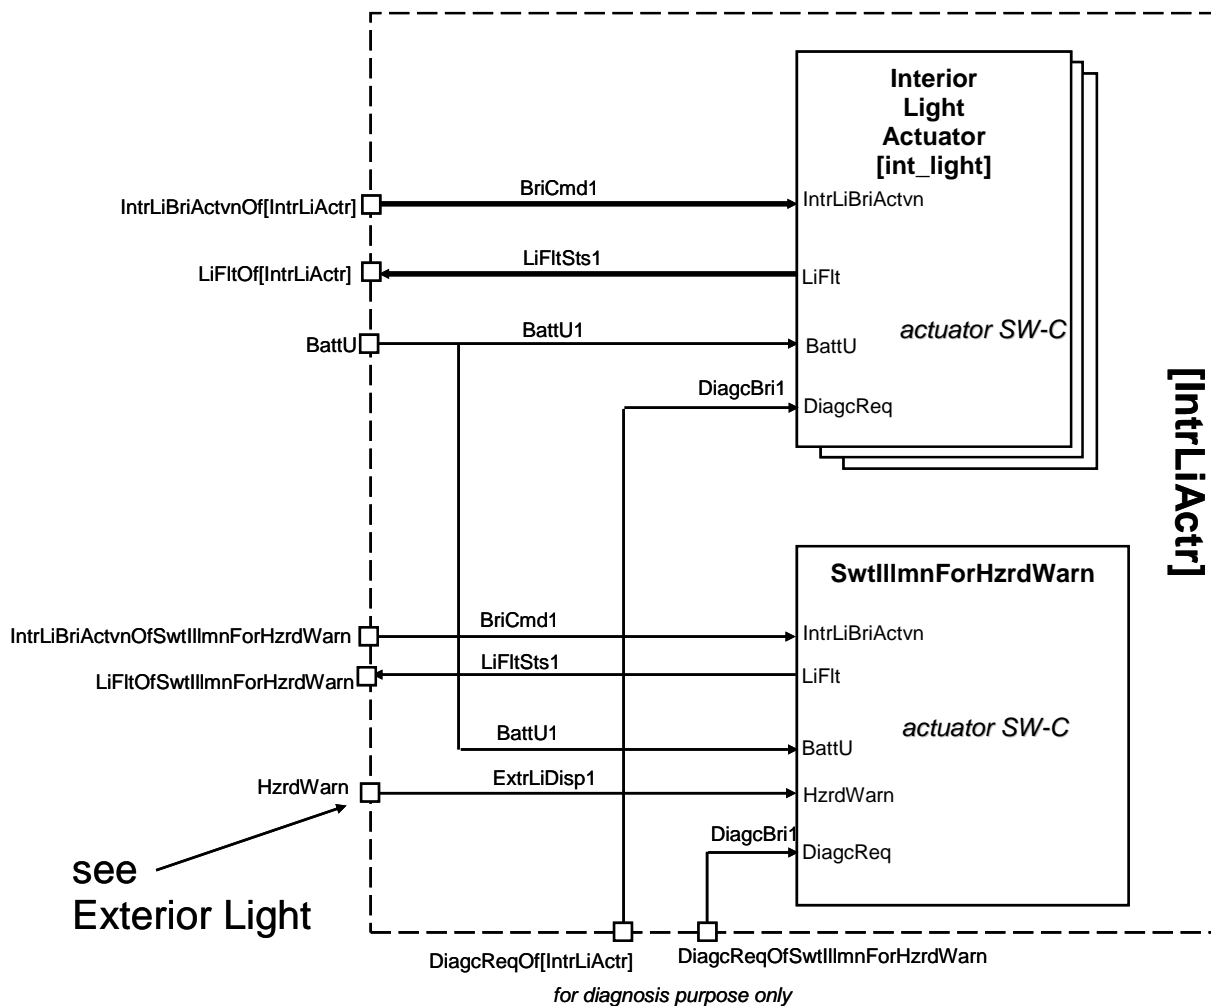 Interior
Light
Actuator
[int_light]
BriCmd1
IntrLiBriActvnOf[IntrLiActr]
IntrLiBriActvn
LiFltSts1
LiFltOf[IntrLiActr]
LiFlt
actuator SW-C
BattU1
BattU
BattU
DiagcBri1
DiagcReq
[IntrLiActr]
SwtIllmnForHzrdWarn
BriCmd1
IntrLiBriActvnOfSwtIllmnForHzrdWarn
IntrLiBriActvn
LiFltSts1
LiFltOfSwtIllmnForHzrdWarn
LiFlt
actuator SW-C
BattU1
BattU
ExtrLiDisp1
HzrdWarn
HzrdWarn
DiagcBri1
DiagcReq
see
Exterior Light
DiagcReqOf[IntrLiActr]
DiagcReqOfSwtIllmnForHzrdWarn
for diagnosis purpose only